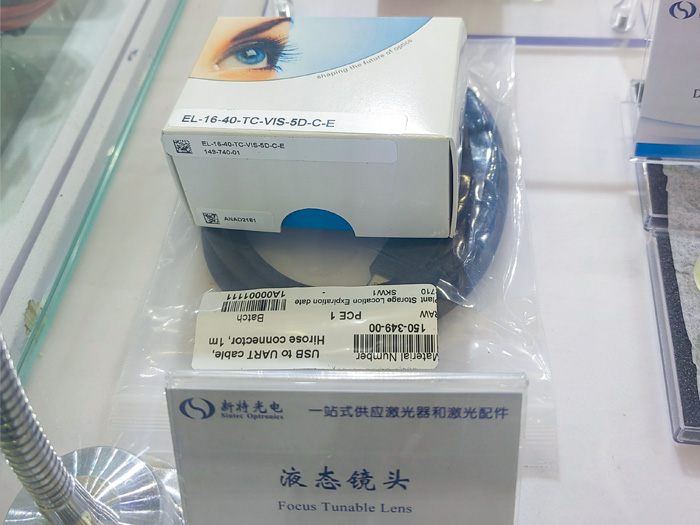 shaping the future of optics
EL-16-40-TC-VIS-5D-C-E
EL-16-40-TC-VIS-5D-C-E
149-740-01
ANAD2181
Material Number
150-349-00
RAW
PCE 1
USB to UART cable,
Hirose connector, 1m
Batch
1A00001111
Plant Storage Location Expiration date
710 SKW1 -
新特光电
Sintec Optronics
一站式供应激光器和激光配件
液态镜头
Focus Tunable Lens
D